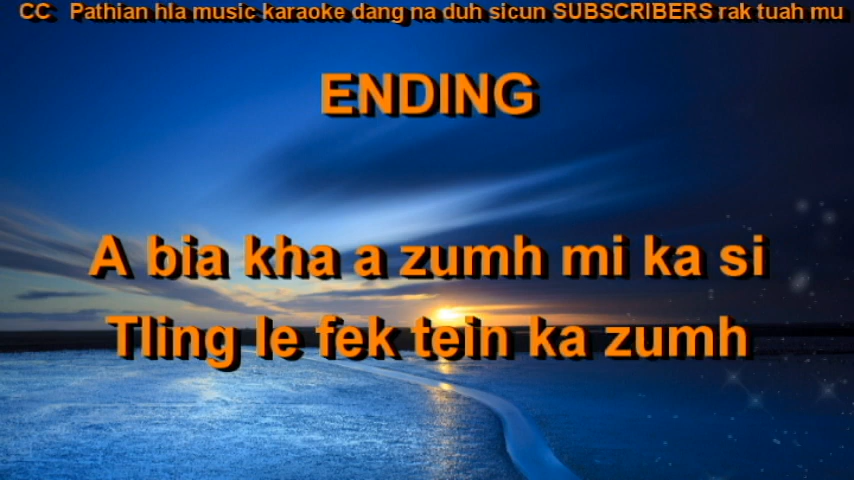 CC Pathian hla music karaoke dang na duh sicun SUBSCRIBERS rak tuah mu
ENDING
A bia kha a zumh mi ka si
Tling le fek tein ka zumh